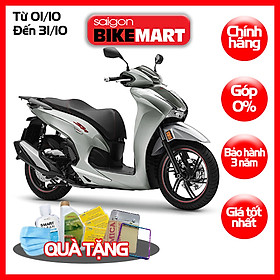 Từ 01/10
Đến 31/10
saigon
BIKEMART
Chính
hãng
Góp
0%
Bảo hành
3 năm
Giá tốt
nhất
QUÀ TẶNG